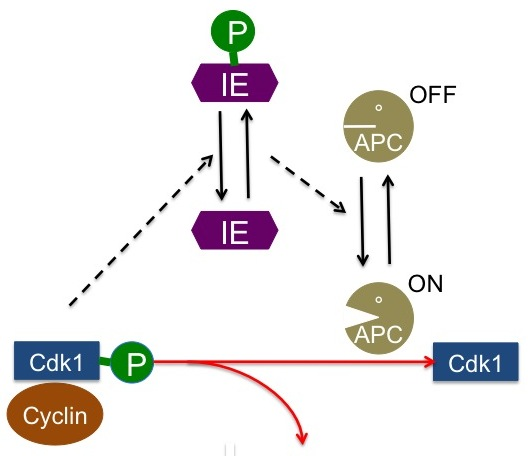 P
IE
OFF
APC
IE
ON
APC
Cdk1
P
Cdk1
Cyclin